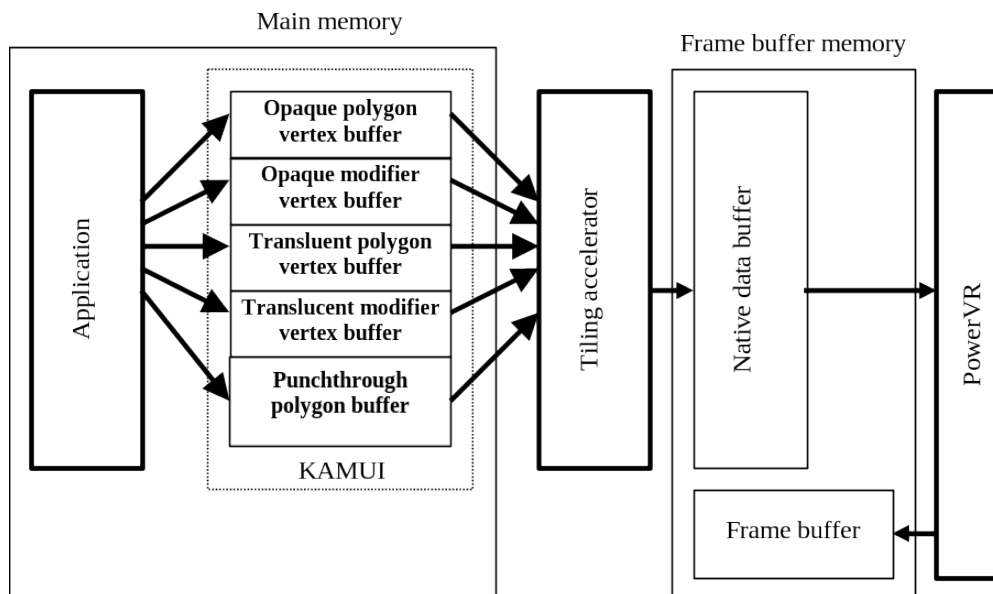 Main memory
Frame buffer memory
Application
Opaque polygon
vertex buffer
Opaque modifier
vertex buffer
Transluent polygon
vertex buffer
Translucent modifier
vertex buffer
Punchthrough
polygon buffer
KAMUI
Tiling accelerator
Native data buffer
Frame buffer
PowerVR